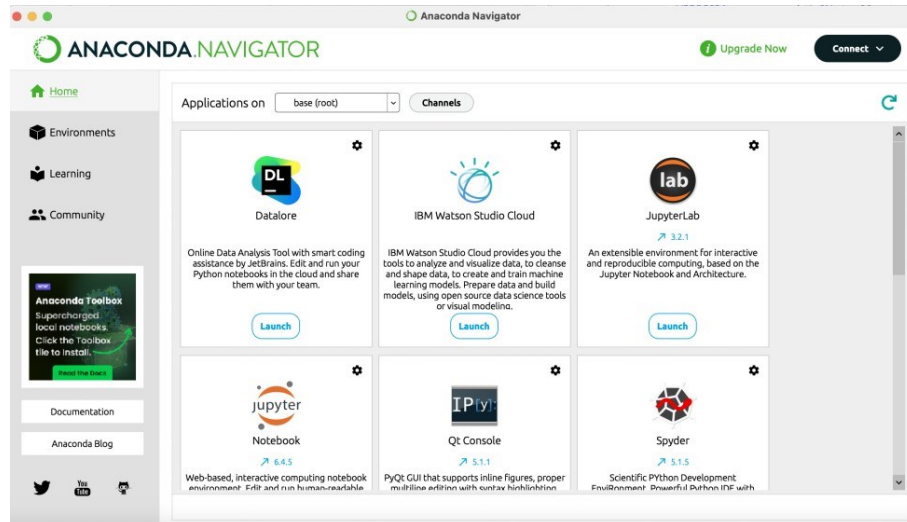 Anaconda Navigator
ANACONDA.NAVIGATOR
Upgrade Now
Connect
Home
Environments
Learning
Community
NEW
Anaconda Toolbox
Supercharged
local notebooks.
Click the Toolbox
tile to Install.
Read the Docs
Documentation
Anaconda Blog
You
Tube
Applications on
base (root)
Channels
DL
Datalore
Online Data Analysis Tool with smart coding
assistance by JetBrains. Edit and run your
Python notebooks in the cloud and share
them with your team.
Launch
IBM Watson Studio Cloud
IBM Watson Studio Cloud provides you the
tools to analyze and visualize data, to cleanse
and shape data, to create and train machine
learning models. Prepare data and build
models, using open source data science tools
or visual modeling.
Launch
lab
JupyterLab
3.2.1
An extensible environment for interactive
and reproducible computing, based on the
Jupyter Notebook and Architecture.
Launch
jupyter
Notebook
6.4.5
Web-based, interactive computing notebook
environment. Edit and run human-readable
IP[y]:
Qt Console
5.1.1
PyQt GUI that supports inline figures, proper
multiline editing with syntax highlighting,
Spyder
5.1.5
Scientific PYthon Development
EnviRonment. Powerful Python IDE with